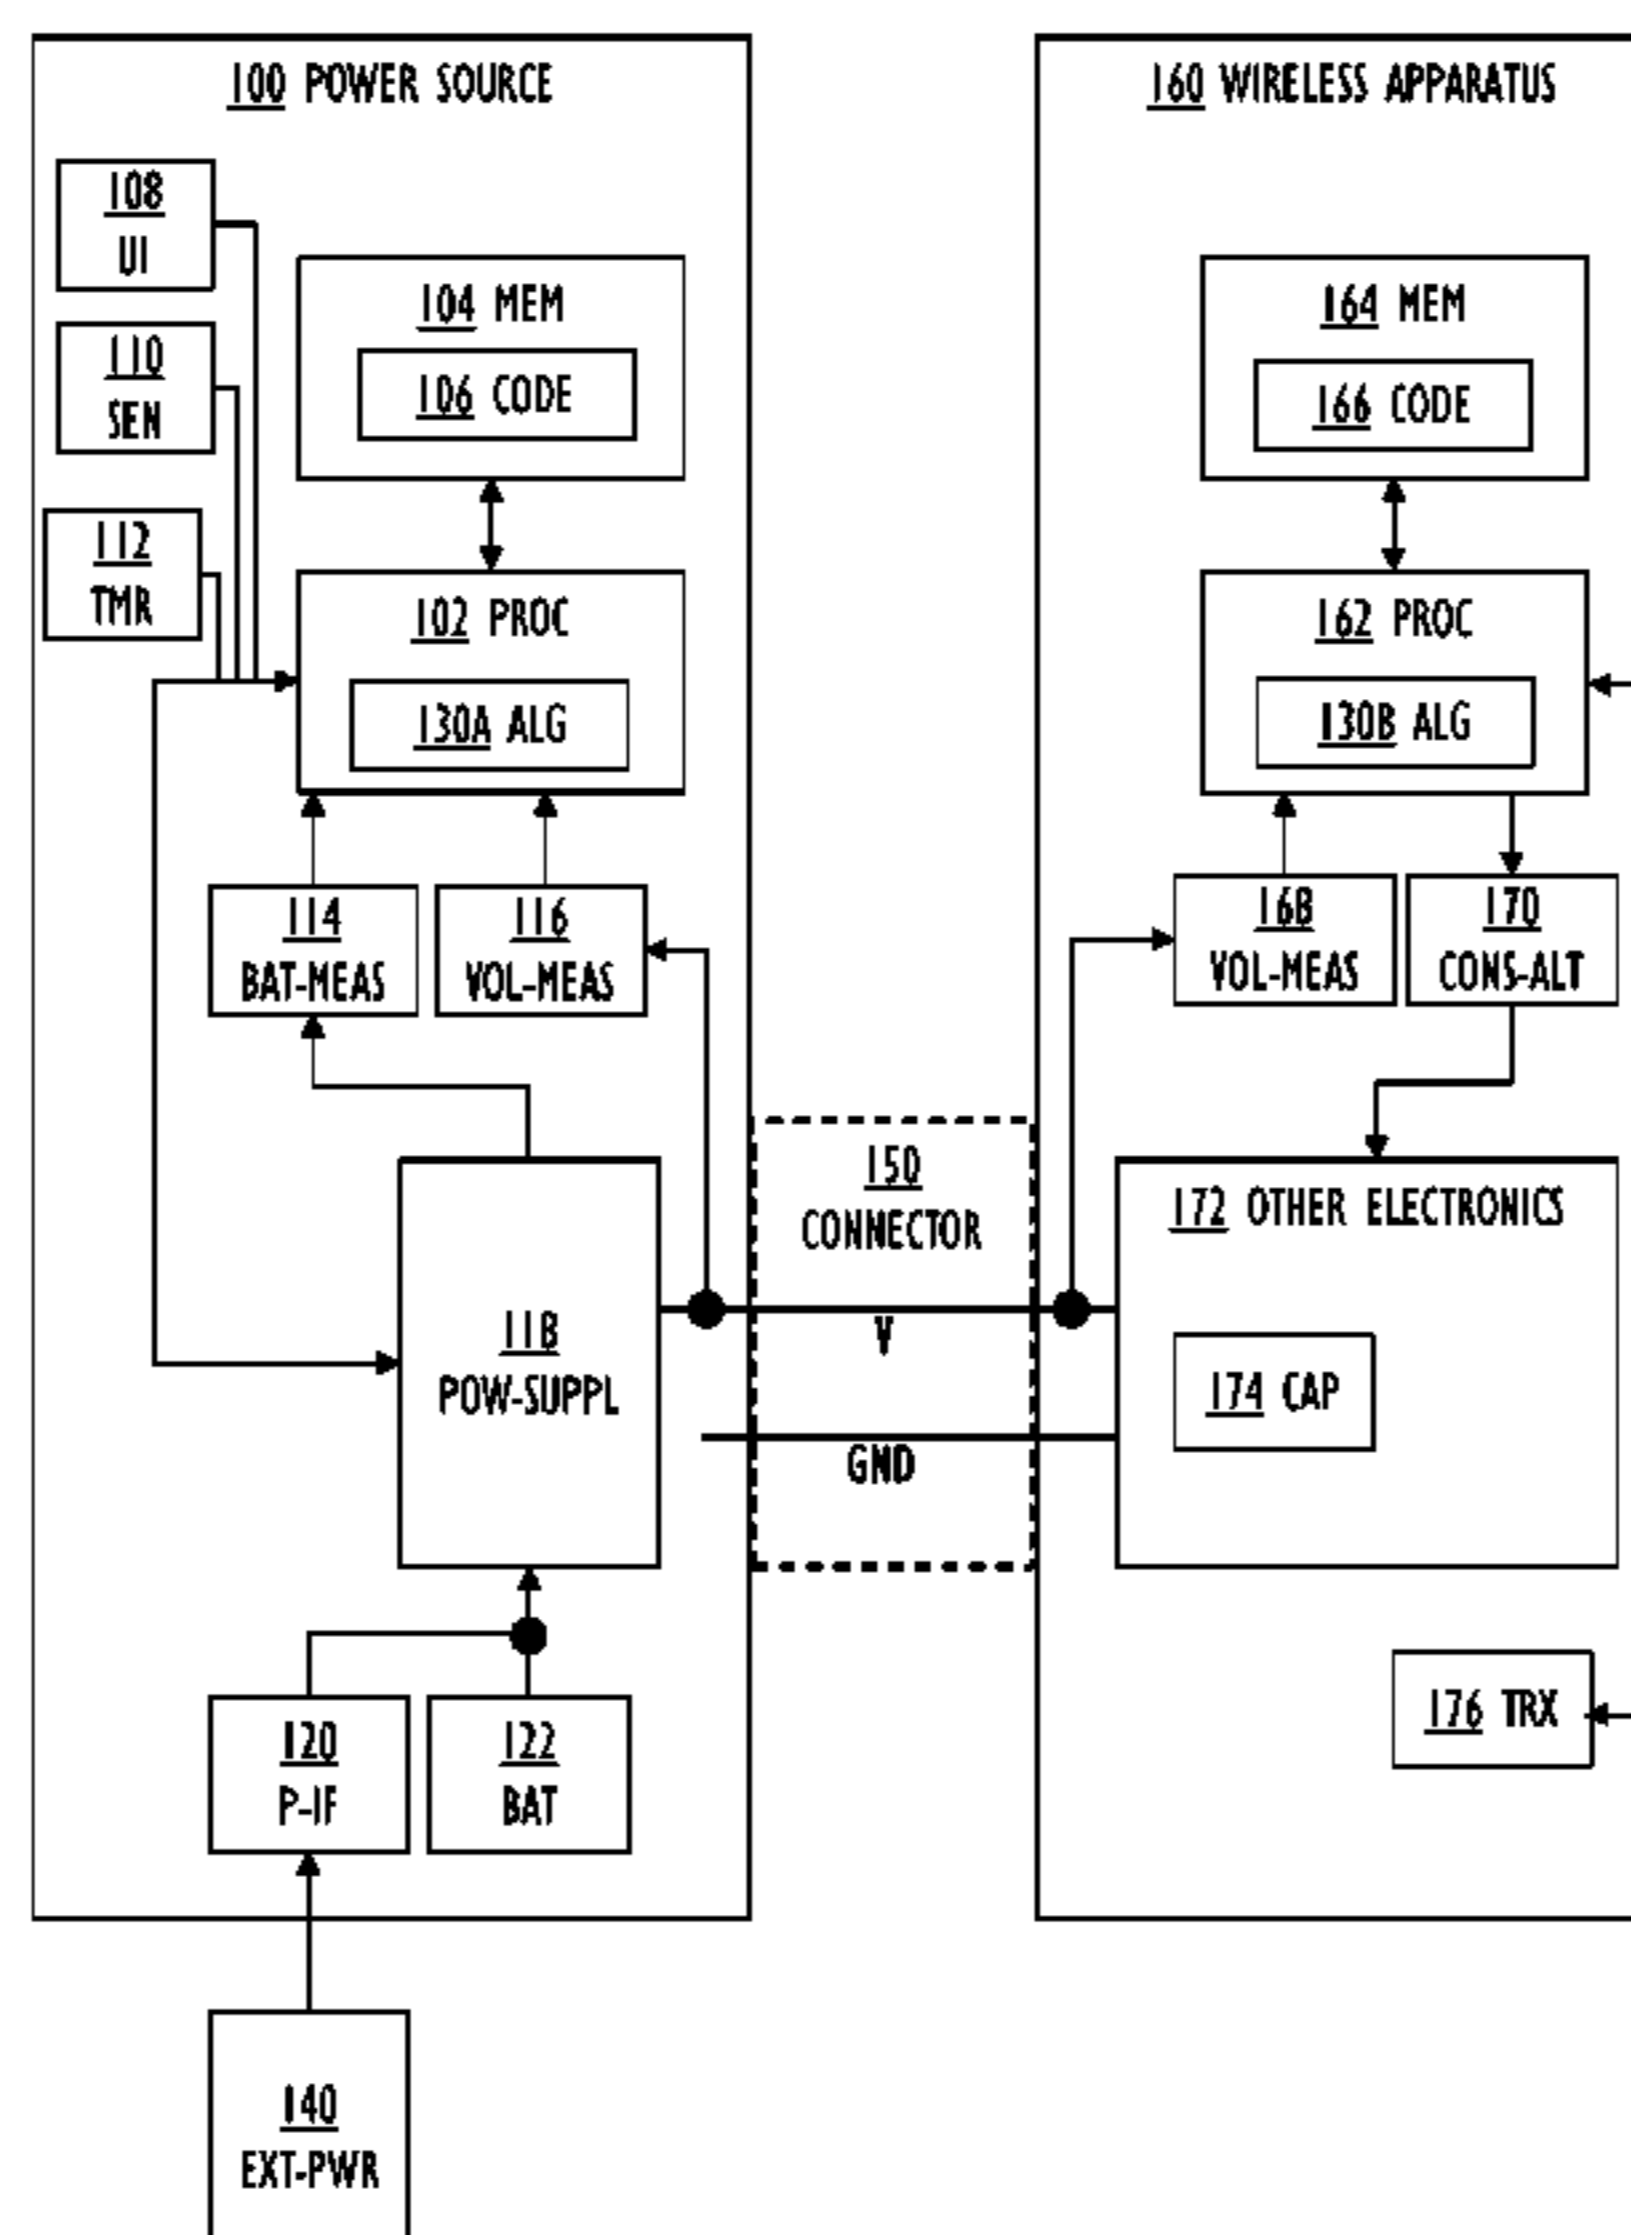 100 POWER SOURCE
108
UI
110
SEN
112
TMR
104 MEM
106 CODE
102 PROC
130A ALG
114
BAT-MEAS
116
VOL-MEAS
118
POW-SUPPL
120
P-IF
122
BAT
140
EXT-PWR
150
CONNECTOR
V
GND
160 WIRELESS APPARATUS
164 MEM
166 CODE
162 PROC
130B ALG
168
VOL-MEAS
170
CONS-ALT
172 OTHER ELECTRONICS
174 CAP
176 TRX